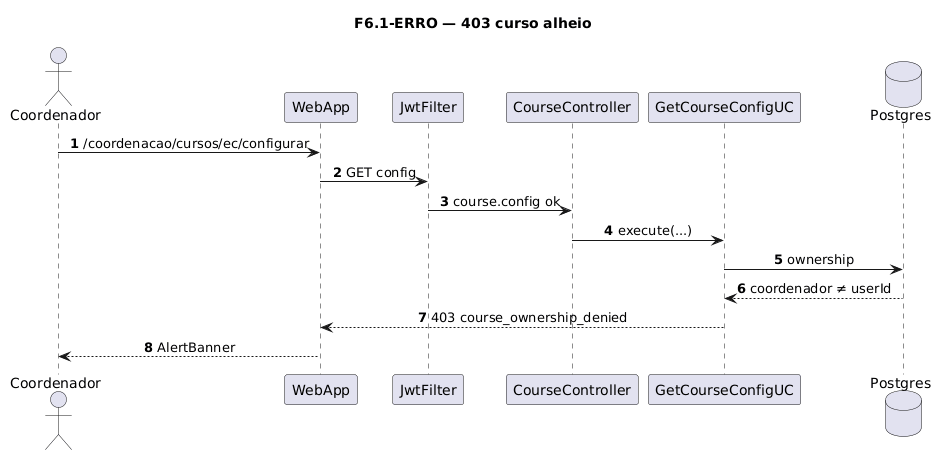 F6.1-ERRO — 403 curso alheio
Coordenador
WebApp
JwtFilter
CourseController
GetCourseConfigUC
Postgres
1 /coordenacao/cursos/ec/configurar
2 GET config
3 course.config ok
4 execute(...)
5 ownership
6 coordenador ≠ userId
7 403 course_ownership_denied
8 AlertBanner
Coordenador
WebApp
JwtFilter
CourseController
GetCourseConfigUC
Postgres